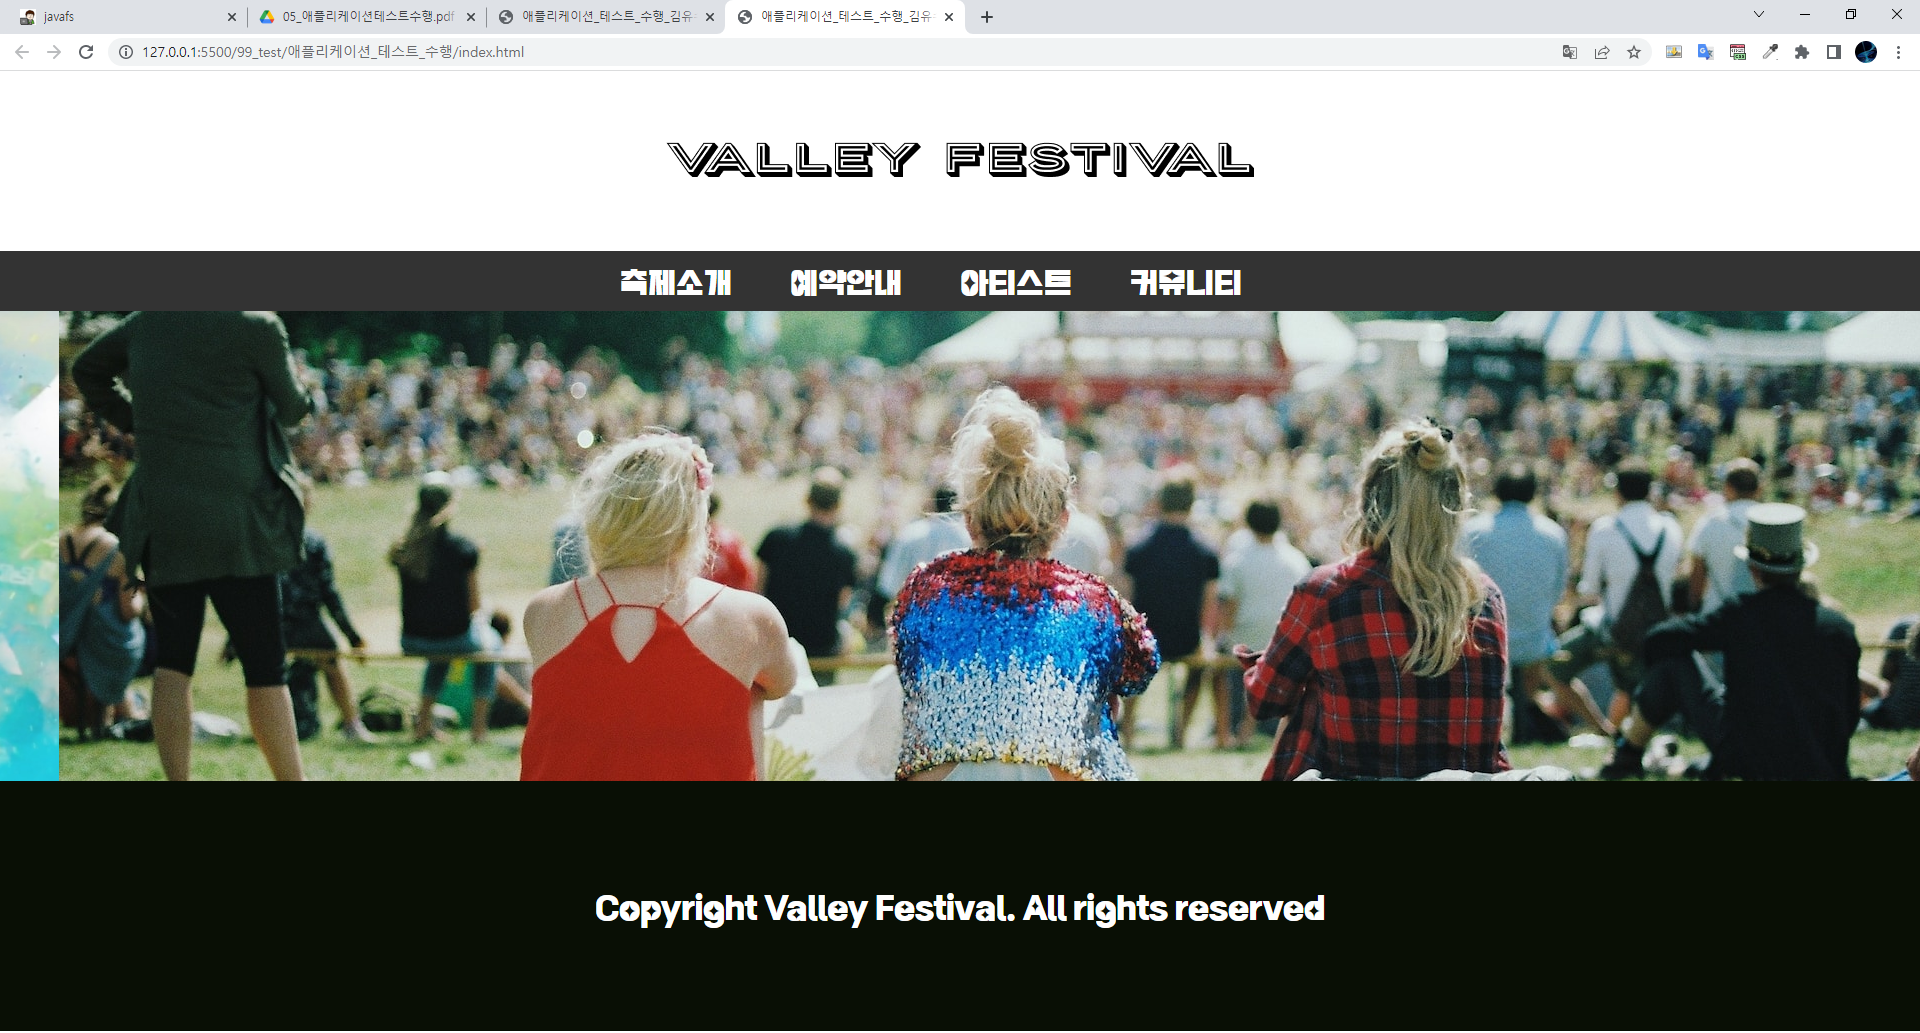 javafs
05_애플리케이션테스트수행.pdf
애플리케이션_테스트_수행_김유
애플리케이션_테스트_수행_김유
127.0.0.1:5500/99_test/애플리케이션_테스트_수행/index.html
VALLEY FESTIVAL
축제소개 예약안내 아티스트 커뮤니티
Copyright Valley Festival. All rights reserved